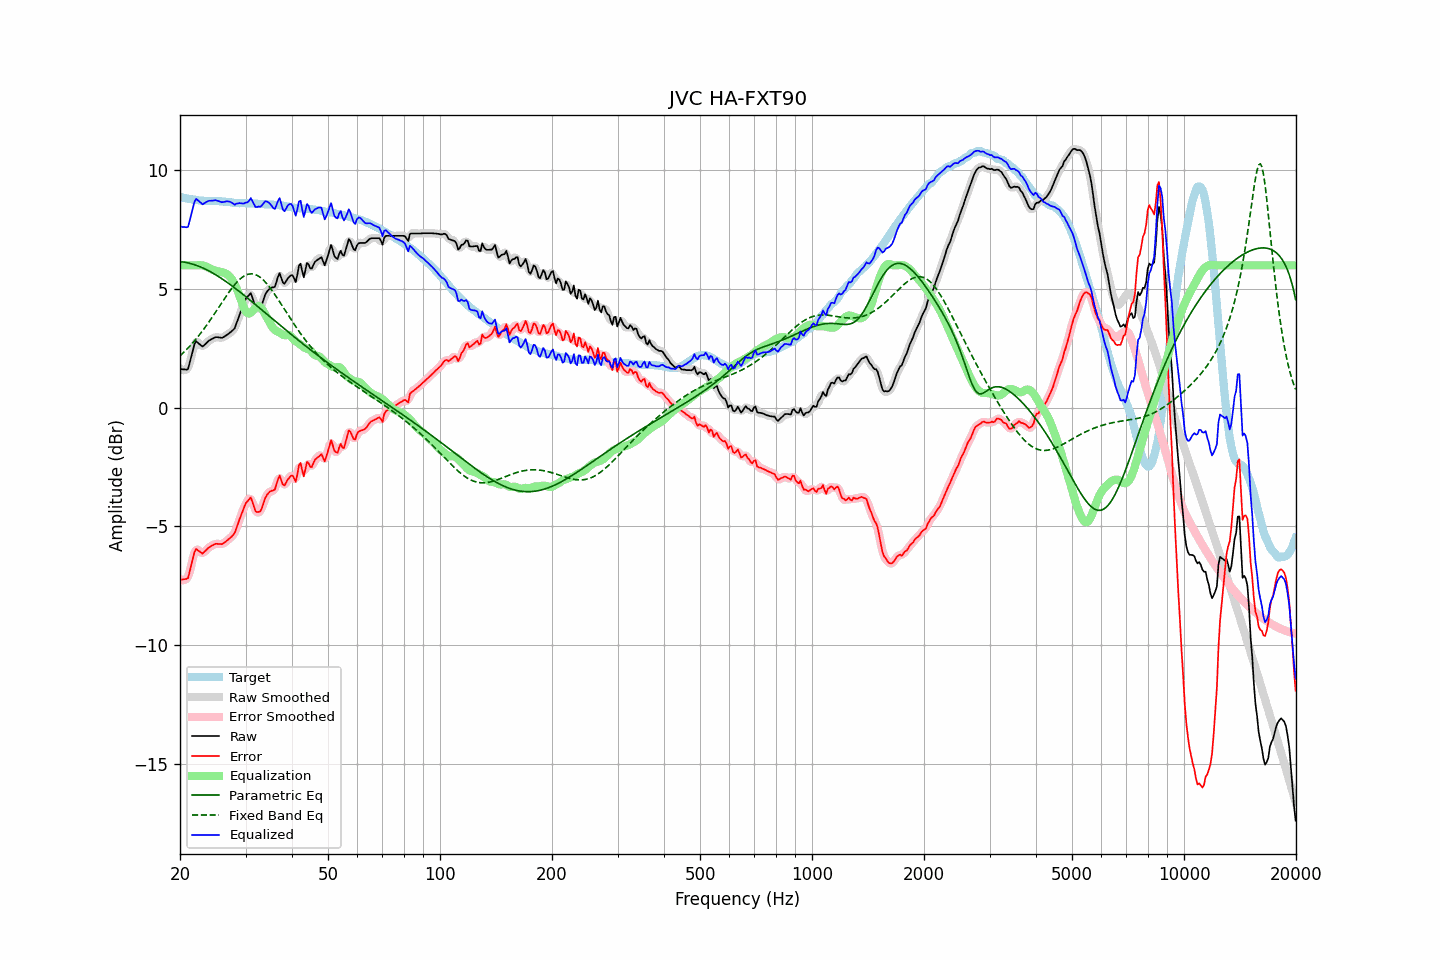 JVC HA-FXT90
Amplitude (dBr)
10
5
0
−5
−10
−15
Target
Raw Smoothed
Error Smoothed
Raw
Error
Equalization
Parametric Eq
Fixed Band Eq
Equalized
20 50 100 200 500 1000 2000 5000 10000 20000
Frequency (Hz)